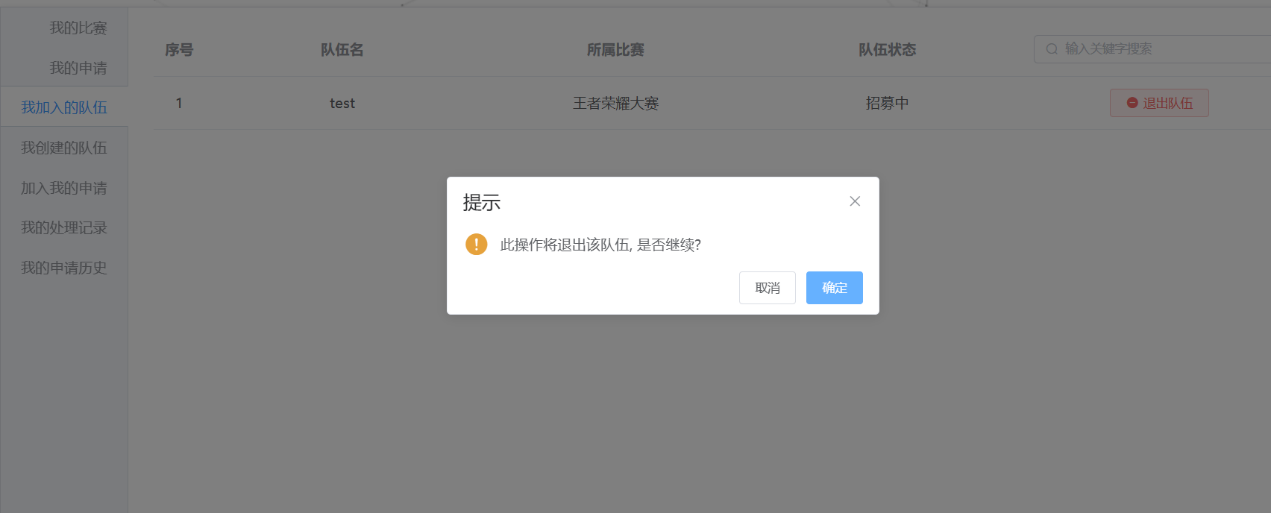 我的比赛
我的申请
我加入的队伍
我创建的队伍
加入我的申请
我的处理记录
我的申请历史
序号 队伍名 所属比赛 队伍状态 输入关键字搜索
1 test 王者荣耀大赛 招募中 退出队伍
提示
此操作将退出该队伍, 是否继续?
取消 确定